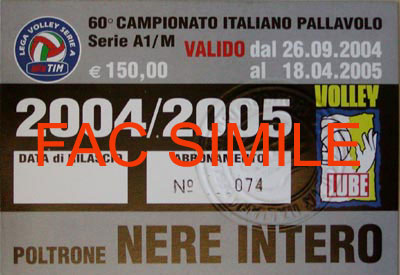 60° CAMPIONATO ITALIANO PALLAVOLO
Serie A1/M VALIDO dal 26.09.2004
€ 150,00 al 18.04.2005
LEGA VOLLEY SERIE A
TIM
2004/2005
VOLLEY
LUBE
FAC SIMILE
DATA di RILASCIO ABBONAMENTO
Nº 074
POLTRONE NERE INTERO